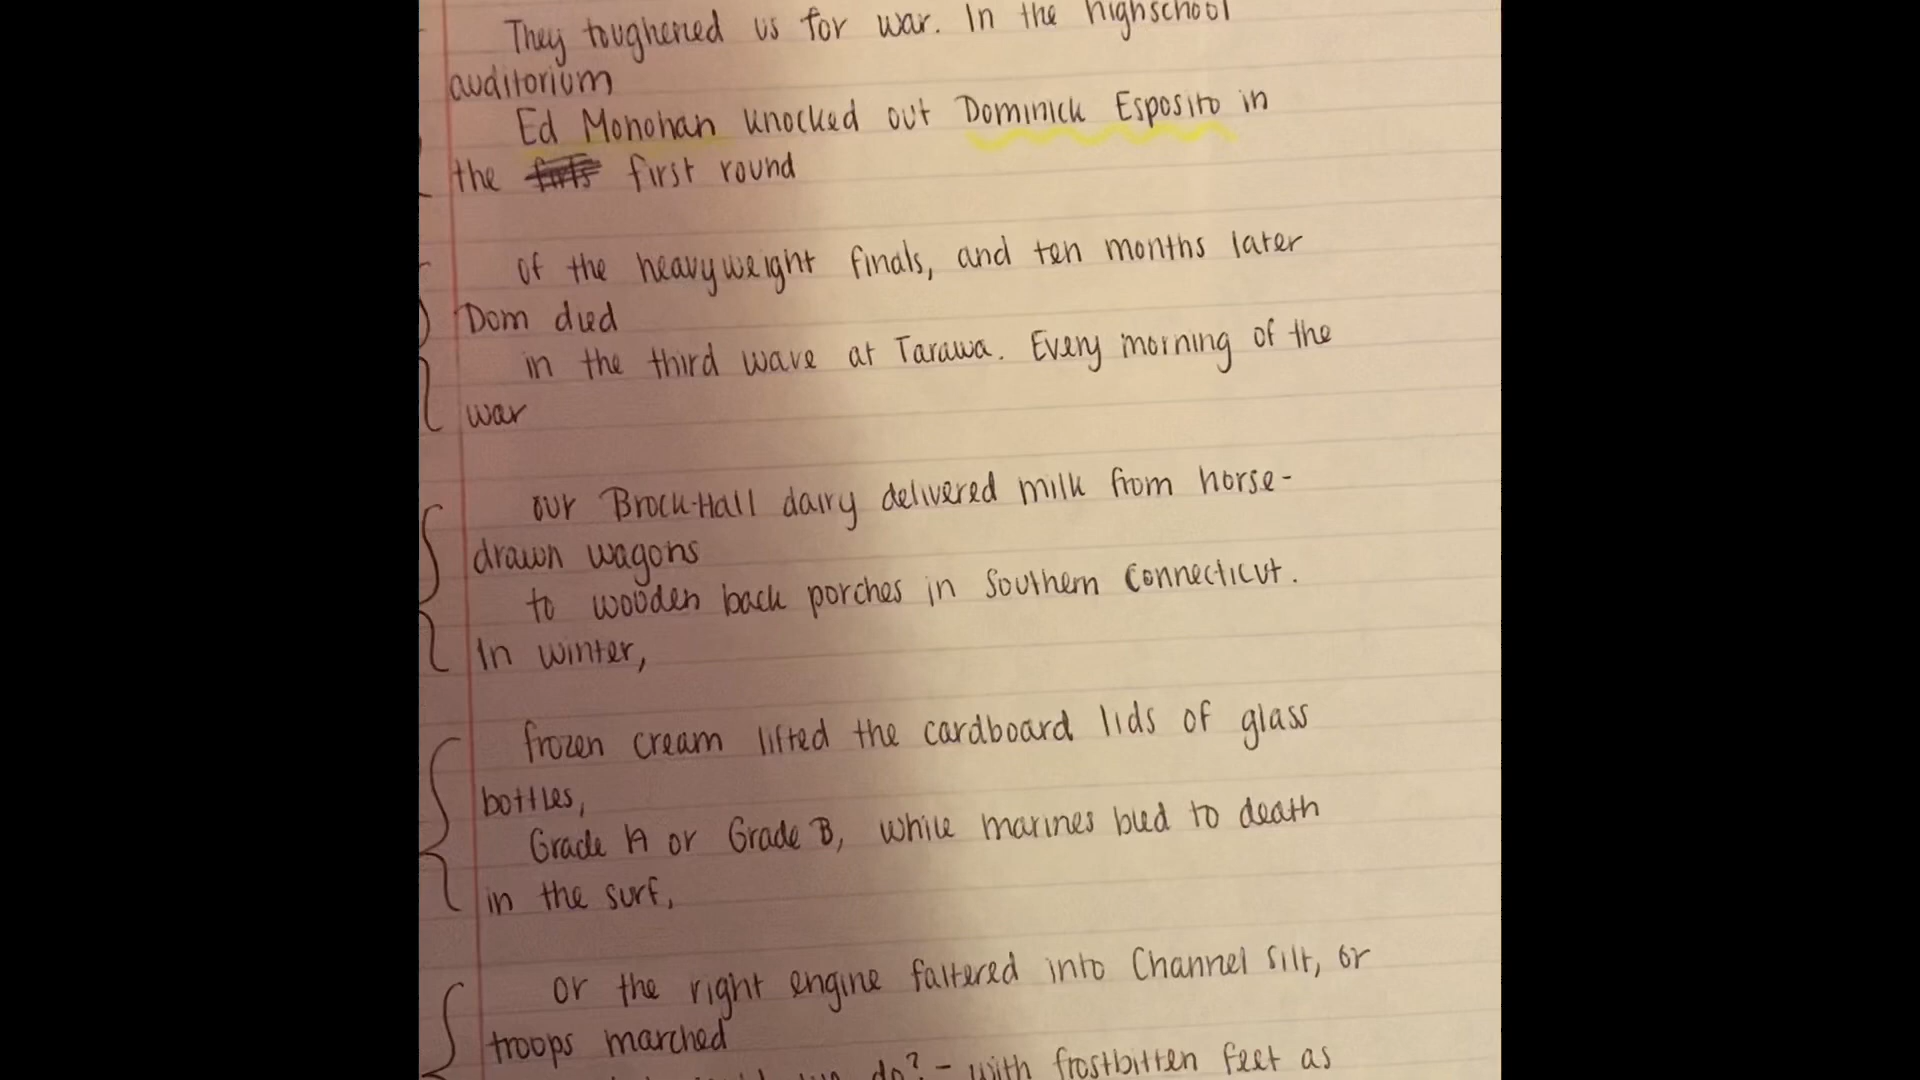 They toughened us for war. In the highschool
auditorium
Ed Monohan knocked out Dominick Esposito in
the first round
of the heavyweight finals, and ten months later
Dom died
in the third wave at Tarawa. Every morning of the
war
our Brock-Hall dairy delivered milk from horse-
drawn wagons
to wooden back porches in southern Connecticut.
In winter,
frozen cream lifted the cardboard lids of glass
bottles,
Grade A or Grade B, while marines bled to death
in the surf,
or the right engine faltered into Channel silt, or
troops marched
do? - with frostbitten feet as